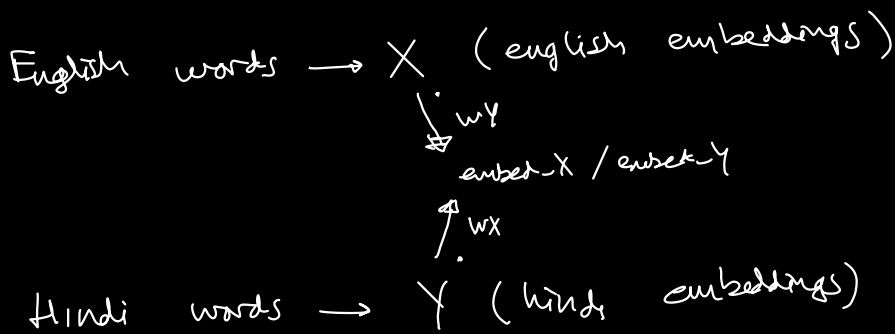 English words → X (english embeddings)
wY
embed_X / embed_Y
wX
Hindi words → Y (hindi embeddings)